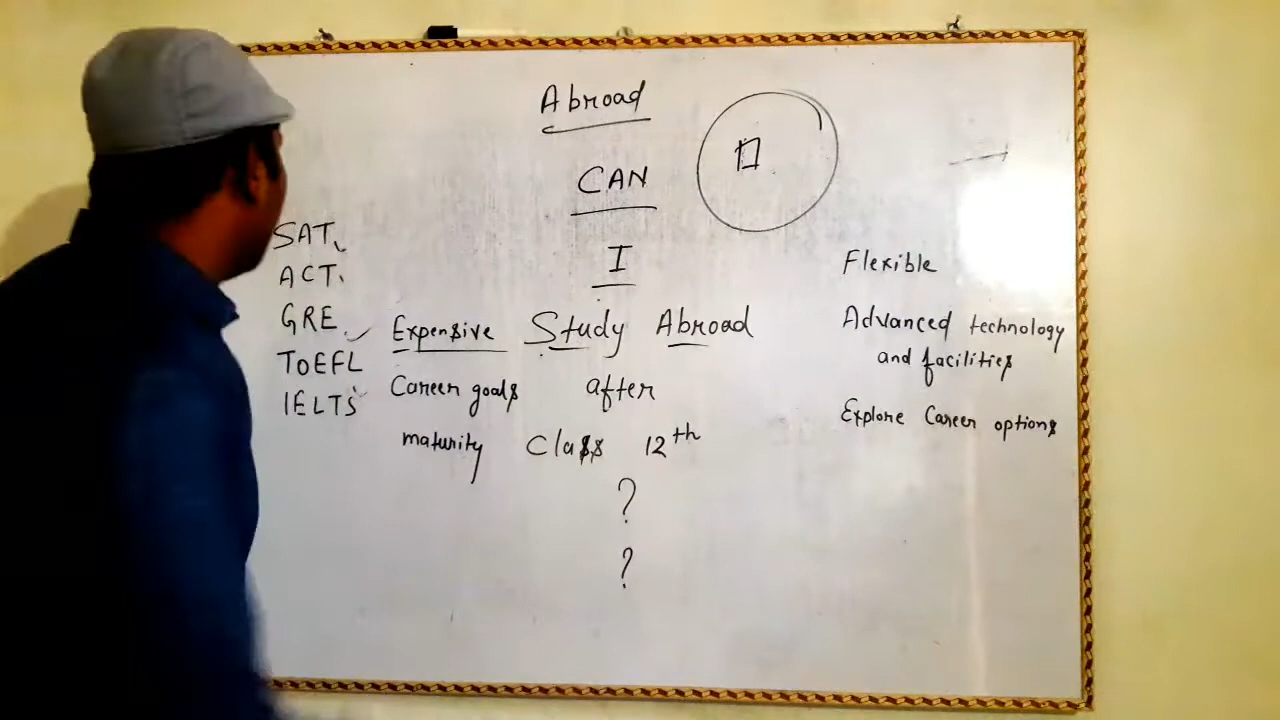 Abroad
CAN
I
Study Abroad
after
Class 12th
?
?
SAT
ACT
GRE
TOEFL
IELTS
Expensive
Career goals
maturity
Flexible
Advanced technology
and facilities
Explore Career options